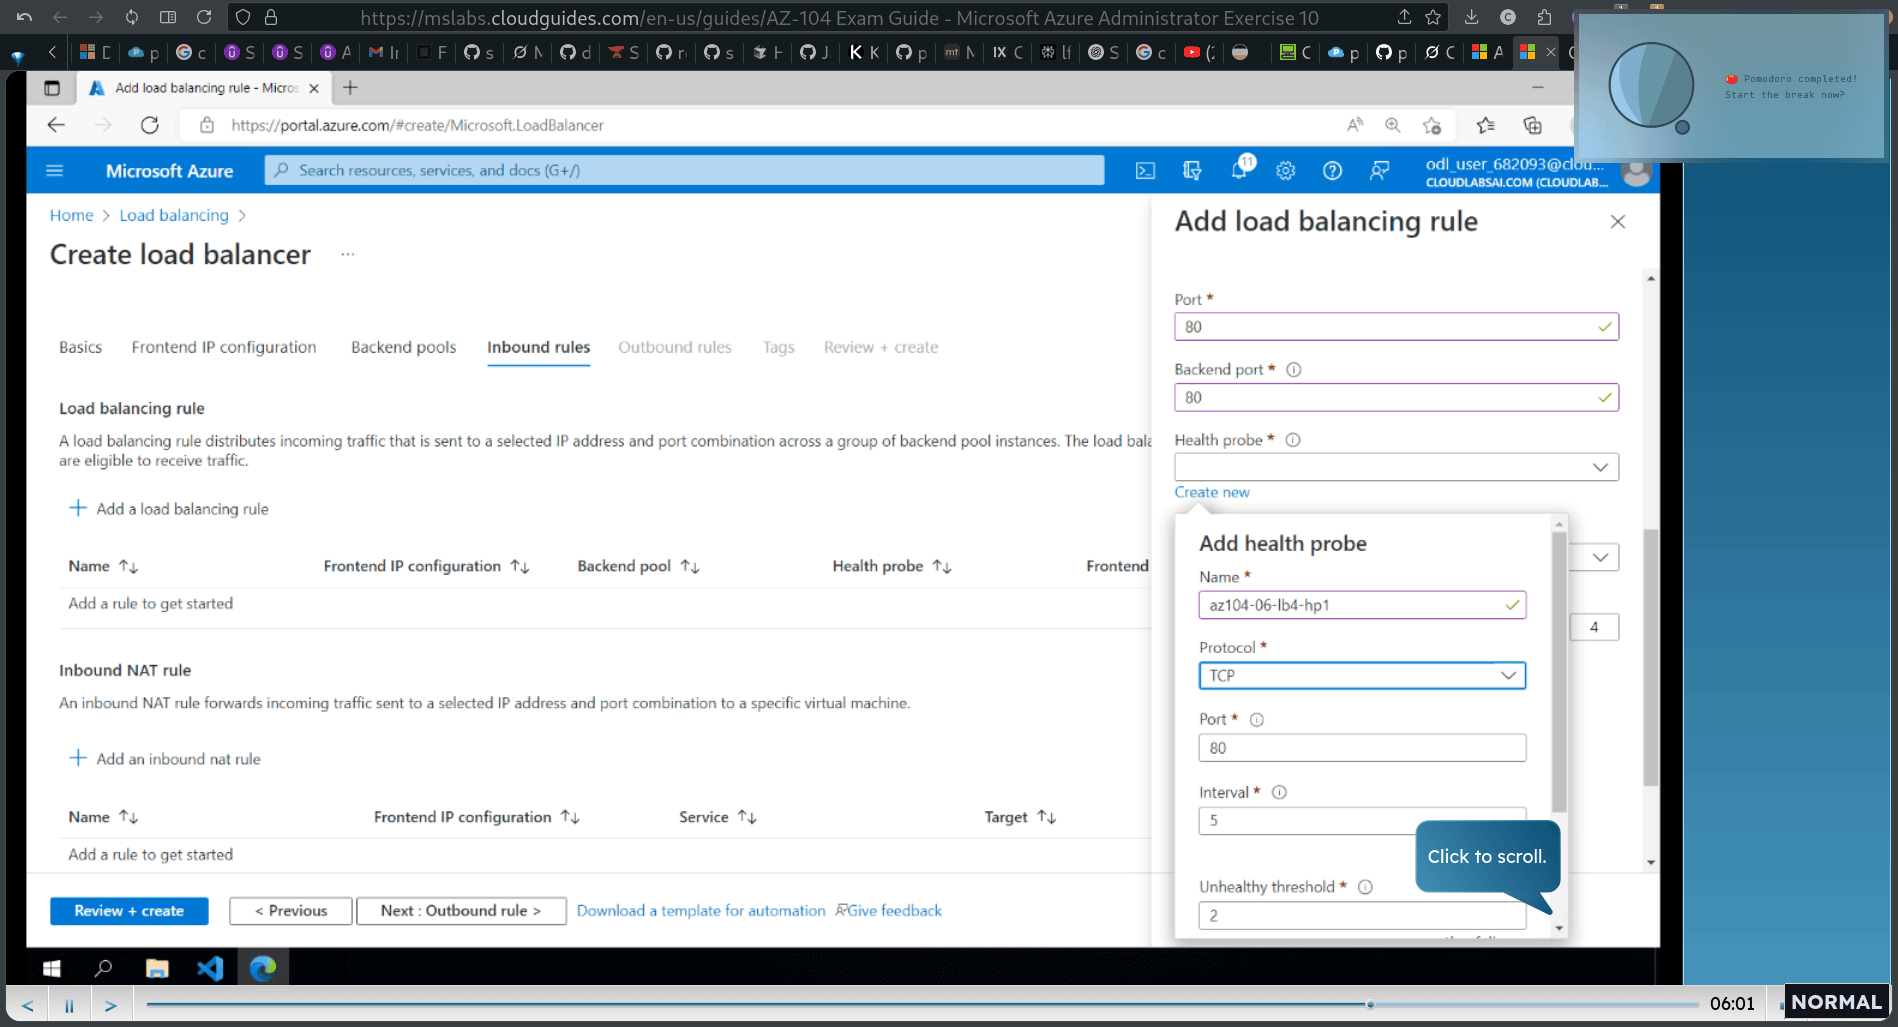 https://mslabs.cloudguides.com/en-us/guides/AZ-104 Exam Guide - Microsoft Azure Administrator Exercise 10
🍅 Pomodoro completed!
Start the break now?
Add load balancing rule - Micros
https://portal.azure.com/#create/Microsoft.LoadBalancer
Microsoft Azure
Search resources, services, and docs (G+/)
11
odl_user_682093@clou...
CLOUDLABSAI.COM (CLOUDLAB...
Home > Load balancing >
Create load balancer ...
Basics
Frontend IP configuration
Backend pools
Inbound rules
Outbound rules
Tags
Review + create
Load balancing rule
A load balancing rule distributes incoming traffic that is sent to a selected IP address and port combination across a group of backend pool instances. The load bala
are eligible to receive traffic.
+ Add a load balancing rule
Name ↑↓ Frontend IP configuration ↑↓ Backend pool ↑↓ Health probe ↑↓ Frontend
Add a rule to get started
Inbound NAT rule
An inbound NAT rule forwards incoming traffic sent to a selected IP address and port combination to a specific virtual machine.
+ Add an inbound nat rule
Name ↑↓ Frontend IP configuration ↑↓ Service ↑↓ Target ↑↓
Add a rule to get started
Review + create
< Previous
Next : Outbound rule >
Download a template for automation
Give feedback
Add load balancing rule
Port *
80
Backend port *
80
Health probe *
Create new
4
Add health probe
Name *
az104-06-lb4-hp1
Protocol *
TCP
Port *
80
Interval *
5
Click to scroll.
Unhealthy threshold *
2
06:01
NORMAL